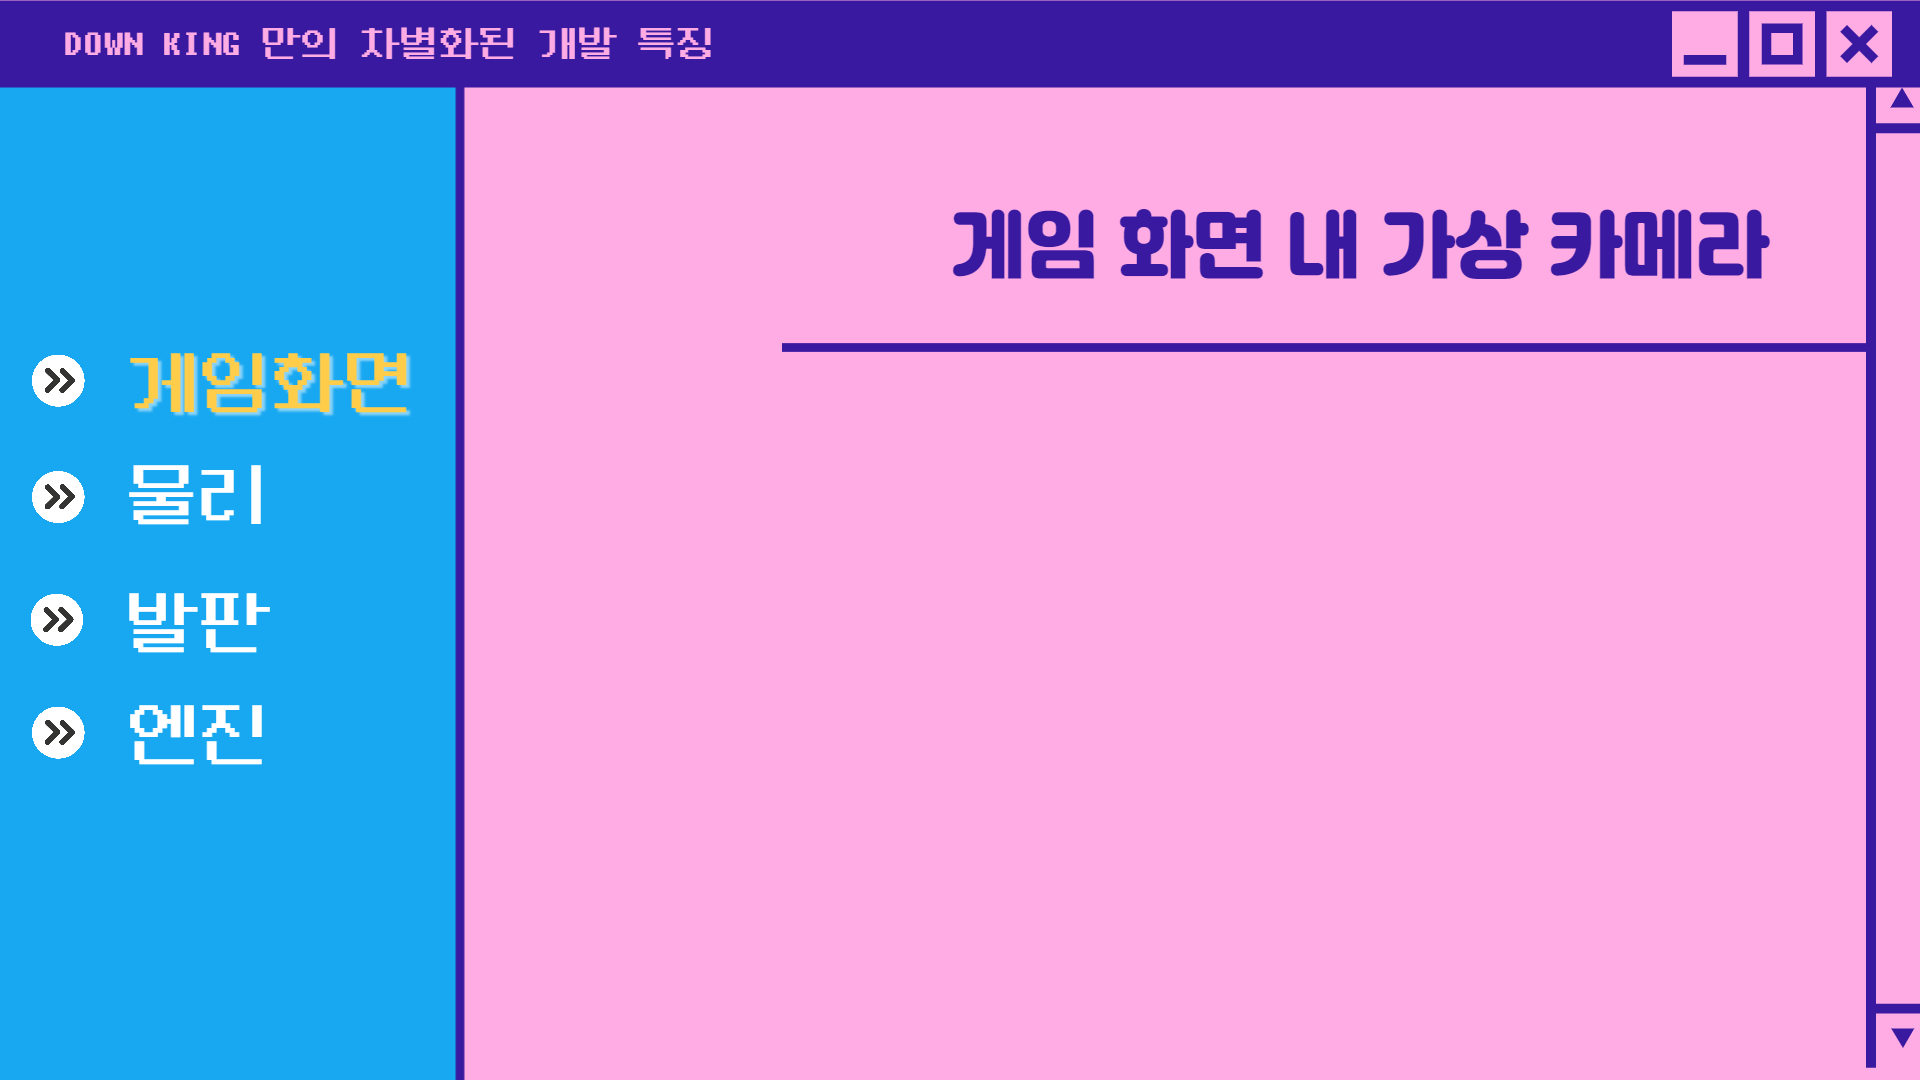 DOWN KING 만의 차별화된 개발 특징
게임 화면 내 가상 카메라
게임화면
물리
발판
엔진